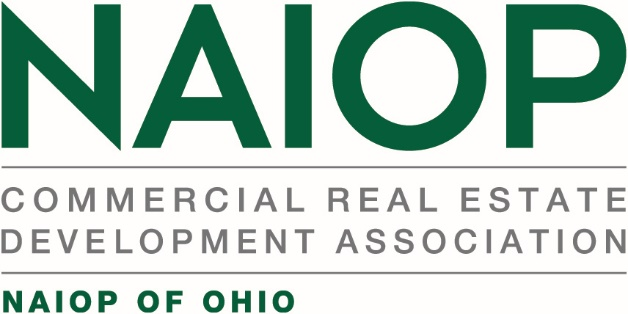 NAIOP
COMMERCIAL REAL ESTATE
DEVELOPMENT ASSOCIATION
NAIOP OF OHIO